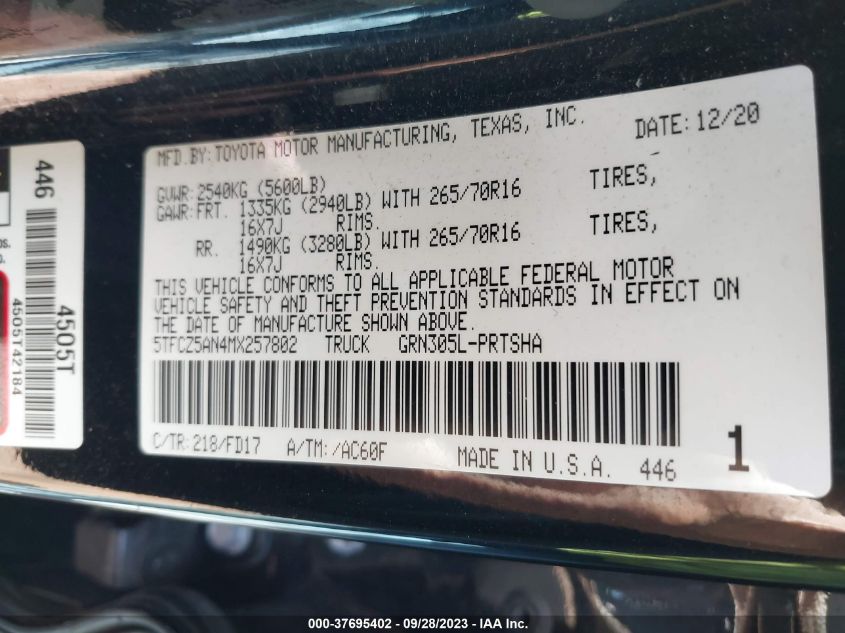 MFD.BY:TOYOTA MOTOR MANUFACTURING, TEXAS, INC. DATE:12/20
GVWR:2540KG (5600LB)
GAWR:FRT. 1335KG (2940LB) WITH 265/70R16 TIRES,
16X7J RIMS.
RR. 1490KG (3280LB) WITH 265/70R16 TIRES,
16X7J RIMS.
THIS VEHICLE CONFORMS TO ALL APPLICABLE FEDERAL MOTOR
VEHICLE SAFETY AND THEFT PREVENTION STANDARDS IN EFFECT ON
THE DATE OF MANUFACTURE SHOWN ABOVE.
5TFCZ5AN4MX257802 TRUCK GRN305L-PRTSHA
C/TR:218/FD17 A/TM:/AC60F MADE IN U.S.A. 446
1
446
4505T
4505T42184
000-37695402 - 09/28/2023 - IAA Inc.